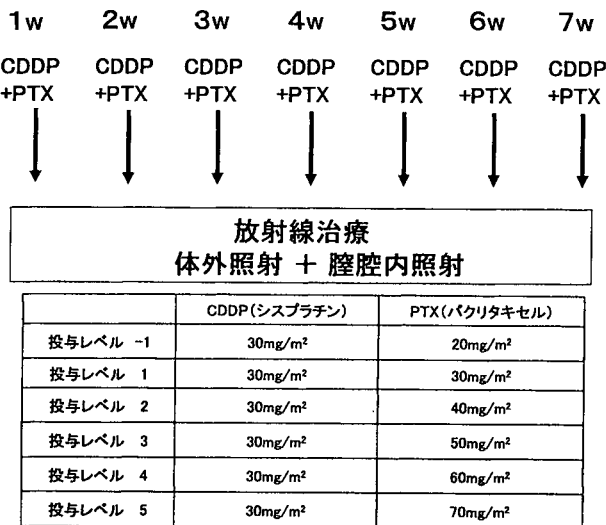 1w 2w 3w 4w 5w 6w 7w
CDDP CDDP CDDP CDDP CDDP CDDP CDDP
+PTX +PTX +PTX +PTX +PTX +PTX +PTX
放射線治療
体外照射 + 膣腔内照射
CDDP(シスプラチン) PTX(パクリタキセル)
投与レベル -1 30mg/m² 20mg/m²
投与レベル 1 30mg/m² 30mg/m²
投与レベル 2 30mg/m² 40mg/m²
投与レベル 3 30mg/m² 50mg/m²
投与レベル 4 30mg/m² 60mg/m²
投与レベル 5 30mg/m² 70mg/m²